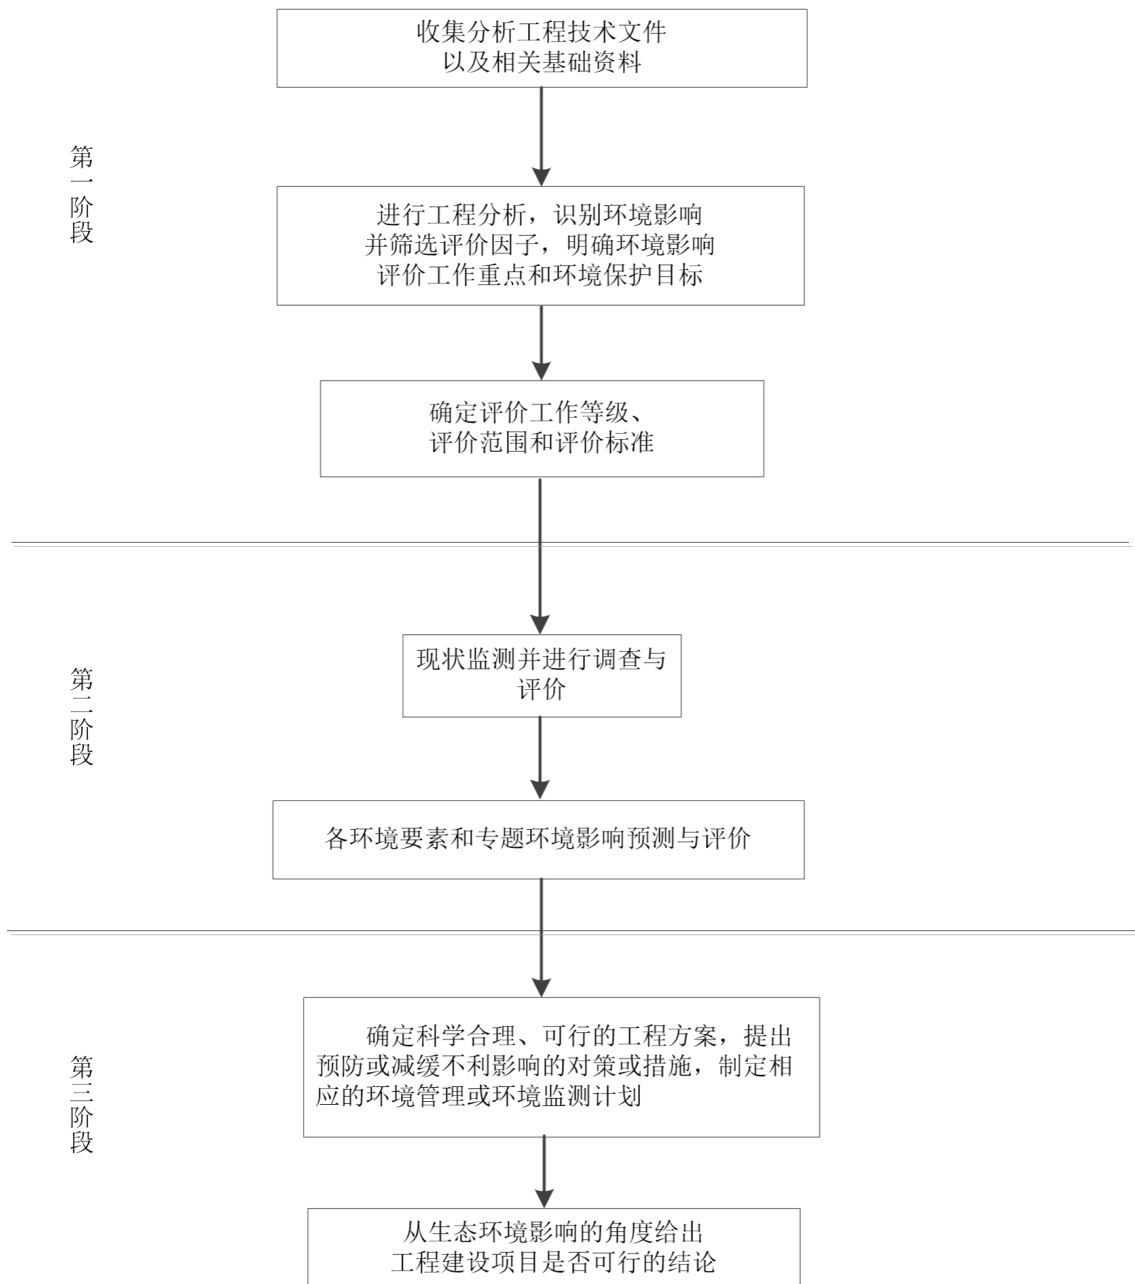 收集分析工程技术文件
以及相关基础资料
第一阶段
进行工程分析，识别环境影响
并筛选评价因子，明确环境影响
评价工作重点和环境保护目标
确定评价工作等级、
评价范围和评价标准
现状监测并进行调查与
评价
第二阶段
各环境要素和专题环境影响预测与评价
确定科学合理、可行的工程方案，提出
预防或减缓不利影响的对策或措施，制定相
应的环境管理或环境监测计划
第三阶段
从生态环境影响的角度给出
工程建设项目是否可行的结论